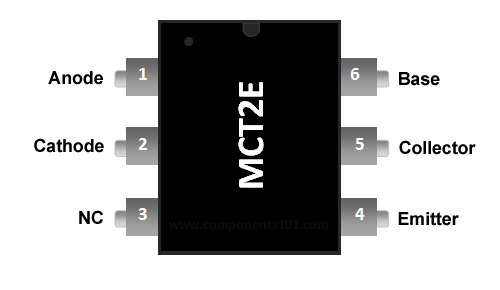 Anode 1 6 Base
Cathode 2 5 Collector
NC 3 4 Emitter
MCT2E
www.components101.com